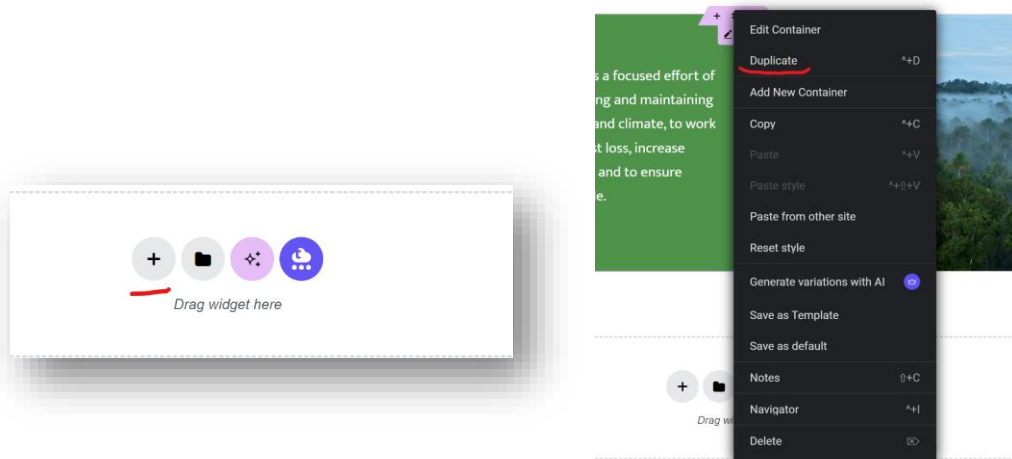 Drag widget here
s a focused effort of
ng and maintaining
and climate, to work
st loss, increase
and to ensure
e.
Edit Container
Duplicate ^+D
Add New Container
Copy ^+C
Paste ^+V
Paste style ^+⇧+V
Paste from other site
Reset style
Generate variations with AI
Save as Template
Save as default
Notes ⇧+C
Navigator ^+I
Delete ⌦
Drag wi